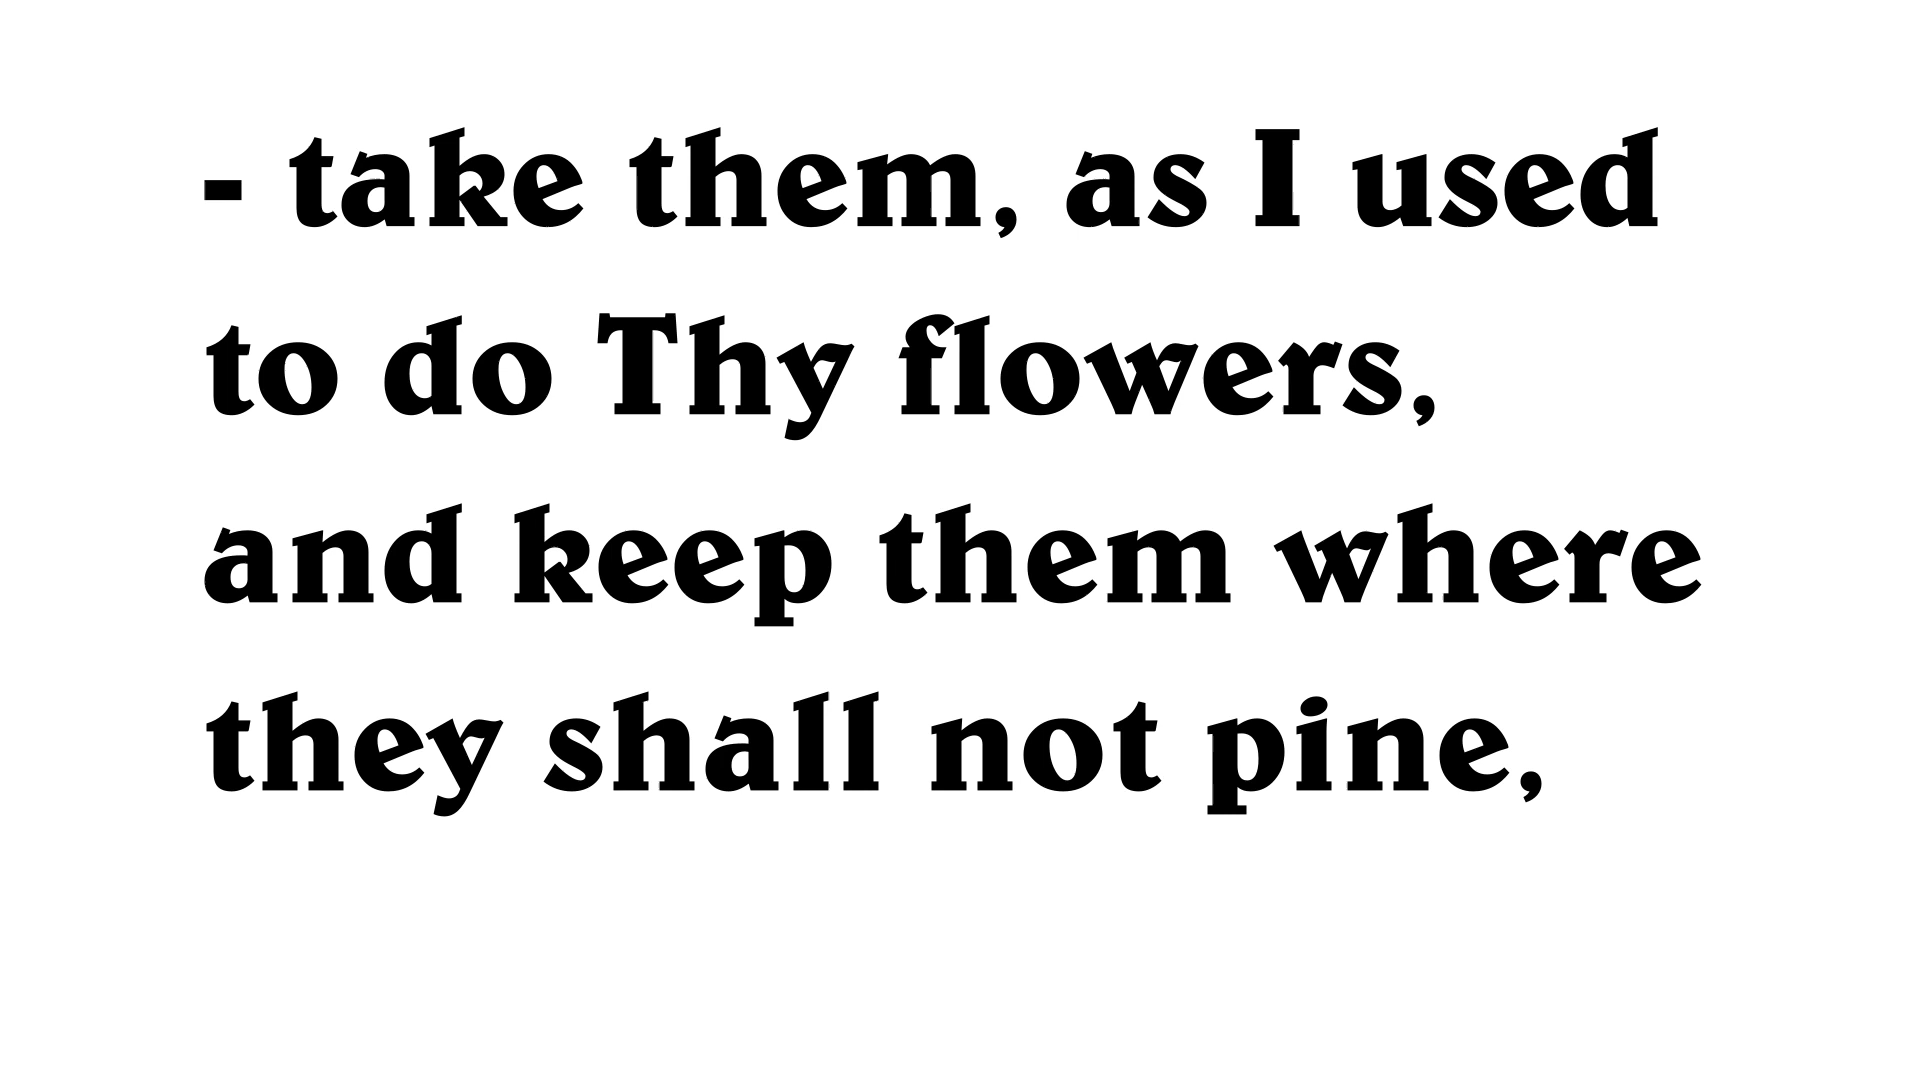 - take them, as I used
to do Thy flowers,
and keep them where
they shall not pine,